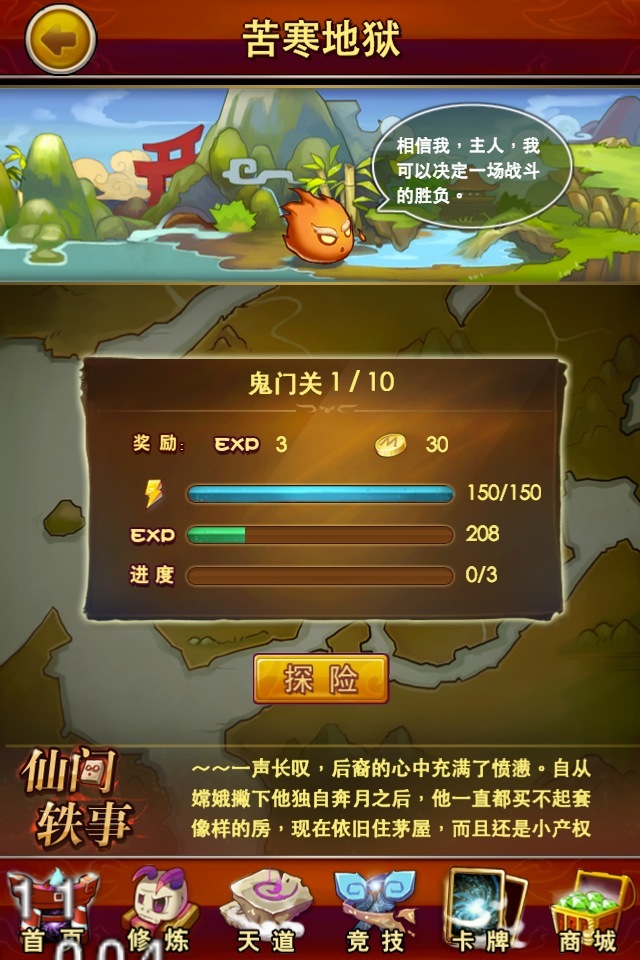 苦寒地狱
相信我，主人，我
可以决定一场战斗
的胜负。
鬼门关 1 / 10
奖励: EXP 3 30
150/150
EXP 208
进度 0/3
探险
仙闻
轶事
～～一声长叹，后裔的心中充满了愤懑。自从
嫦娥撇下他独自奔月之后，他一直都买不起套
像样的房，现在依旧住茅屋，而且还是小产权
首页 修炼 天道 竞技 卡牌 商城